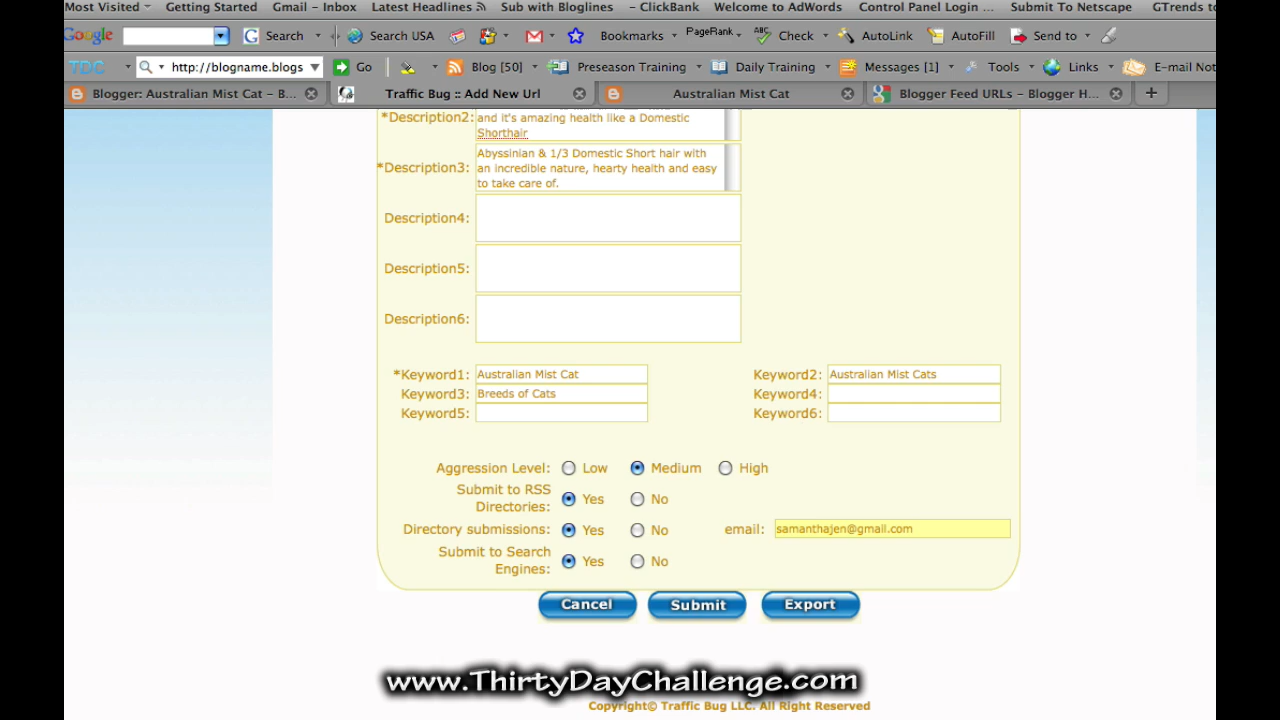 Most Visited Getting Started Gmail - Inbox Latest Headlines Sub with Bloglines - ClickBank Welcome to AdWords Control Panel Login ... Submit To Netscape GTrends to
Google Search Search USA Bookmarks PageRank ABC Check AutoLink AutoFill Send to
TDC http://blogname.blogs Go Blog [50] Preseason Training Daily Training Messages [1] Tools Links E-mail Not
Blogger: Australian Mist Cat - B... Traffic Bug :: Add New Url Australian Mist Cat Blogger Feed URLs - Blogger H...
*Description2: and it's amazing health like a Domestic
Shorthair
Abyssinian & 1/3 Domestic Short hair with
*Description3: an incredible nature, hearty health and easy
to take care of.
Description4:
Description5:
Description6:
*Keyword1: Australian Mist Cat Keyword2: Australian Mist Cats
Keyword3: Breeds of Cats Keyword4:
Keyword5: Keyword6:
Aggression Level: Low Medium High
Submit to RSS
Directories: Yes No
Directory submissions: Yes No email: samanthajen@gmail.com
Submit to Search
Engines: Yes No
Cancel Submit Export
www.ThirtyDayChallenge.com
Copyright© Traffic Bug LLC. All Right Reserved